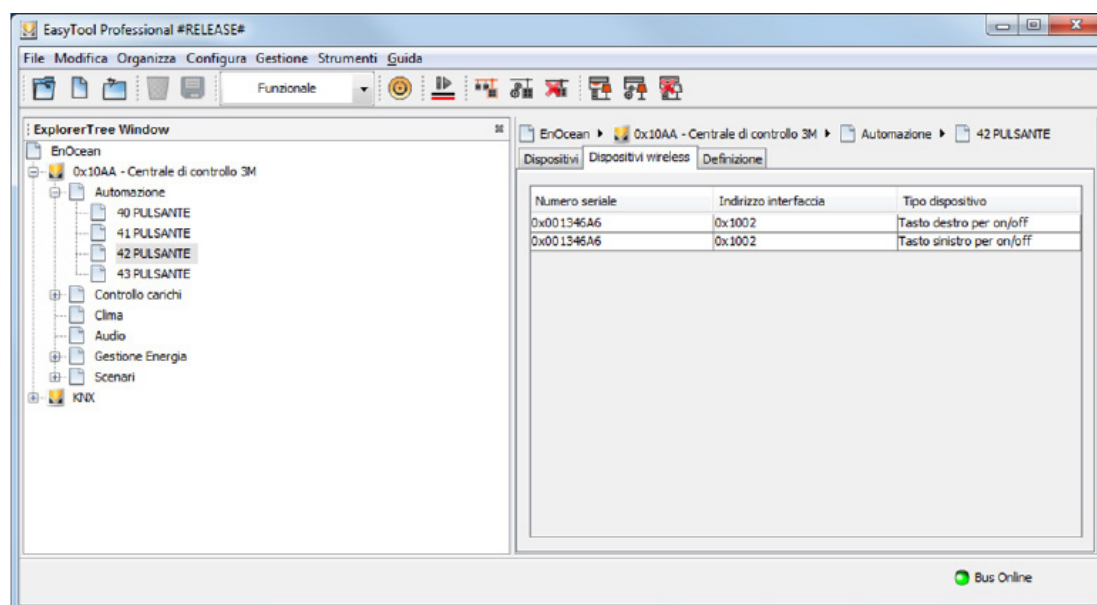 EasyTool Professional #RELEASE#
File Modifica Organizza Configura Gestione Strumenti Guida
Funzionale
ExplorerTree Window
EnOcean
0x10AA - Centrale di controllo 3M
Automazione
40 PULSANTE
41 PULSANTE
42 PULSANTE
43 PULSANTE
Controllo carichi
Clima
Audio
Gestione Energia
Scenari
KNX
EnOcean 0x10AA - Centrale di controllo 3M Automazione 42 PULSANTE
Dispositivi Dispositivi wireless Definizione
Numero seriale Indirizzo interfaccia Tipo dispositivo
0x001346A6 0x1002 Tasto destro per on/off
0x001346A6 0x1002 Tasto sinistro per on/off
Bus Online